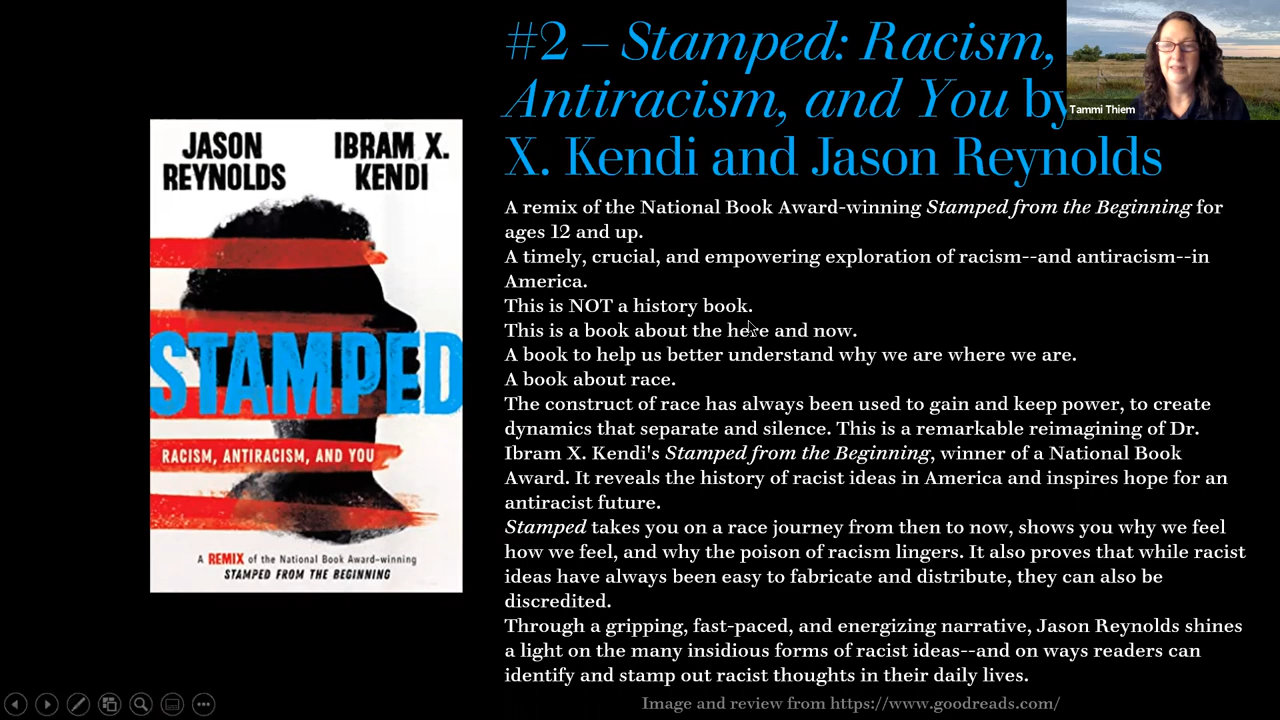 #2 – Stamped: Racism,
Antiracism, and You by
X. Kendi and Jason Reynolds
Tammi Thiem
JASON REYNOLDS
IBRAM X. KENDI
STAMPED
RACISM, ANTIRACISM, AND YOU
A REMIX of the National Book Award-winning
STAMPED FROM THE BEGINNING
A remix of the National Book Award-winning Stamped from the Beginning for
ages 12 and up.
A timely, crucial, and empowering exploration of racism--and antiracism--in
America.
This is NOT a history book.
This is a book about the here and now.
A book to help us better understand why we are where we are.
A book about race.
The construct of race has always been used to gain and keep power, to create
dynamics that separate and silence. This is a remarkable reimagining of Dr.
Ibram X. Kendi's Stamped from the Beginning, winner of a National Book
Award. It reveals the history of racist ideas in America and inspires hope for an
antiracist future.
Stamped takes you on a race journey from then to now, shows you why we feel
how we feel, and why the poison of racism lingers. It also proves that while racist
ideas have always been easy to fabricate and distribute, they can also be
discredited.
Through a gripping, fast-paced, and energizing narrative, Jason Reynolds shines
a light on the many insidious forms of racist ideas--and on ways readers can
identify and stamp out racist thoughts in their daily lives.
Image and review from https://www.goodreads.com/